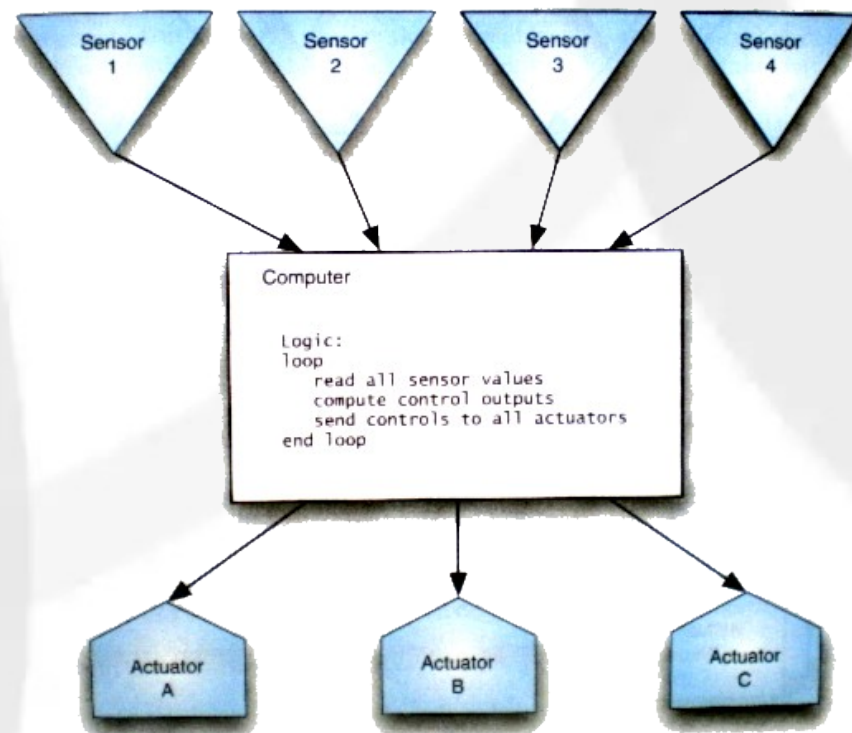 Sensor
1
Sensor
2
Sensor
3
Sensor
4
Computer
Logic:
loop
read all sensor values
compute control outputs
send controls to all actuators
end loop
Actuator
A
Actuator
B
Actuator
C